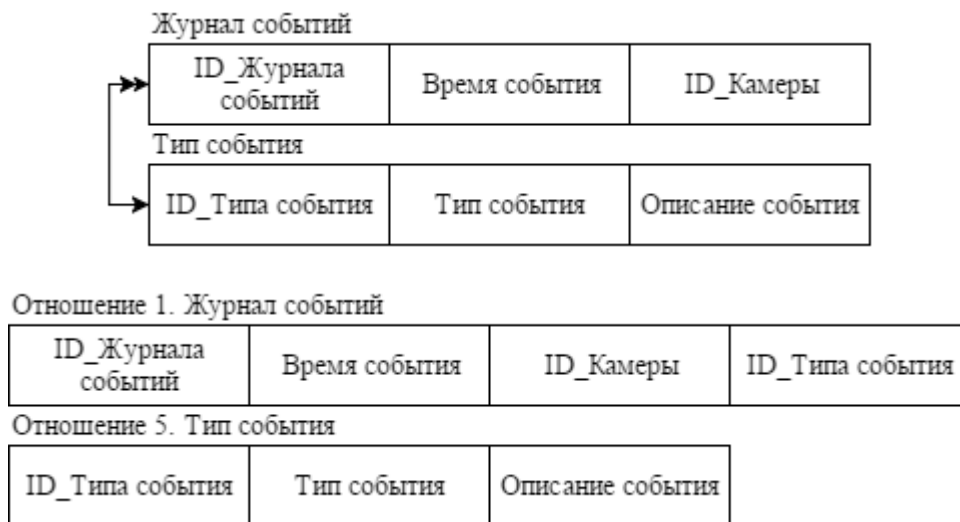 Журнал событий
ID_Журнала
событий
Время события
ID_Камеры
Тип события
ID_Типа события
Тип события
Описание события
Отношение 1. Журнал событий
ID_Журнала
событий
Время события
ID_Камеры
ID_Типа события
Отношение 5. Тип события
ID_Типа события
Тип события
Описание события